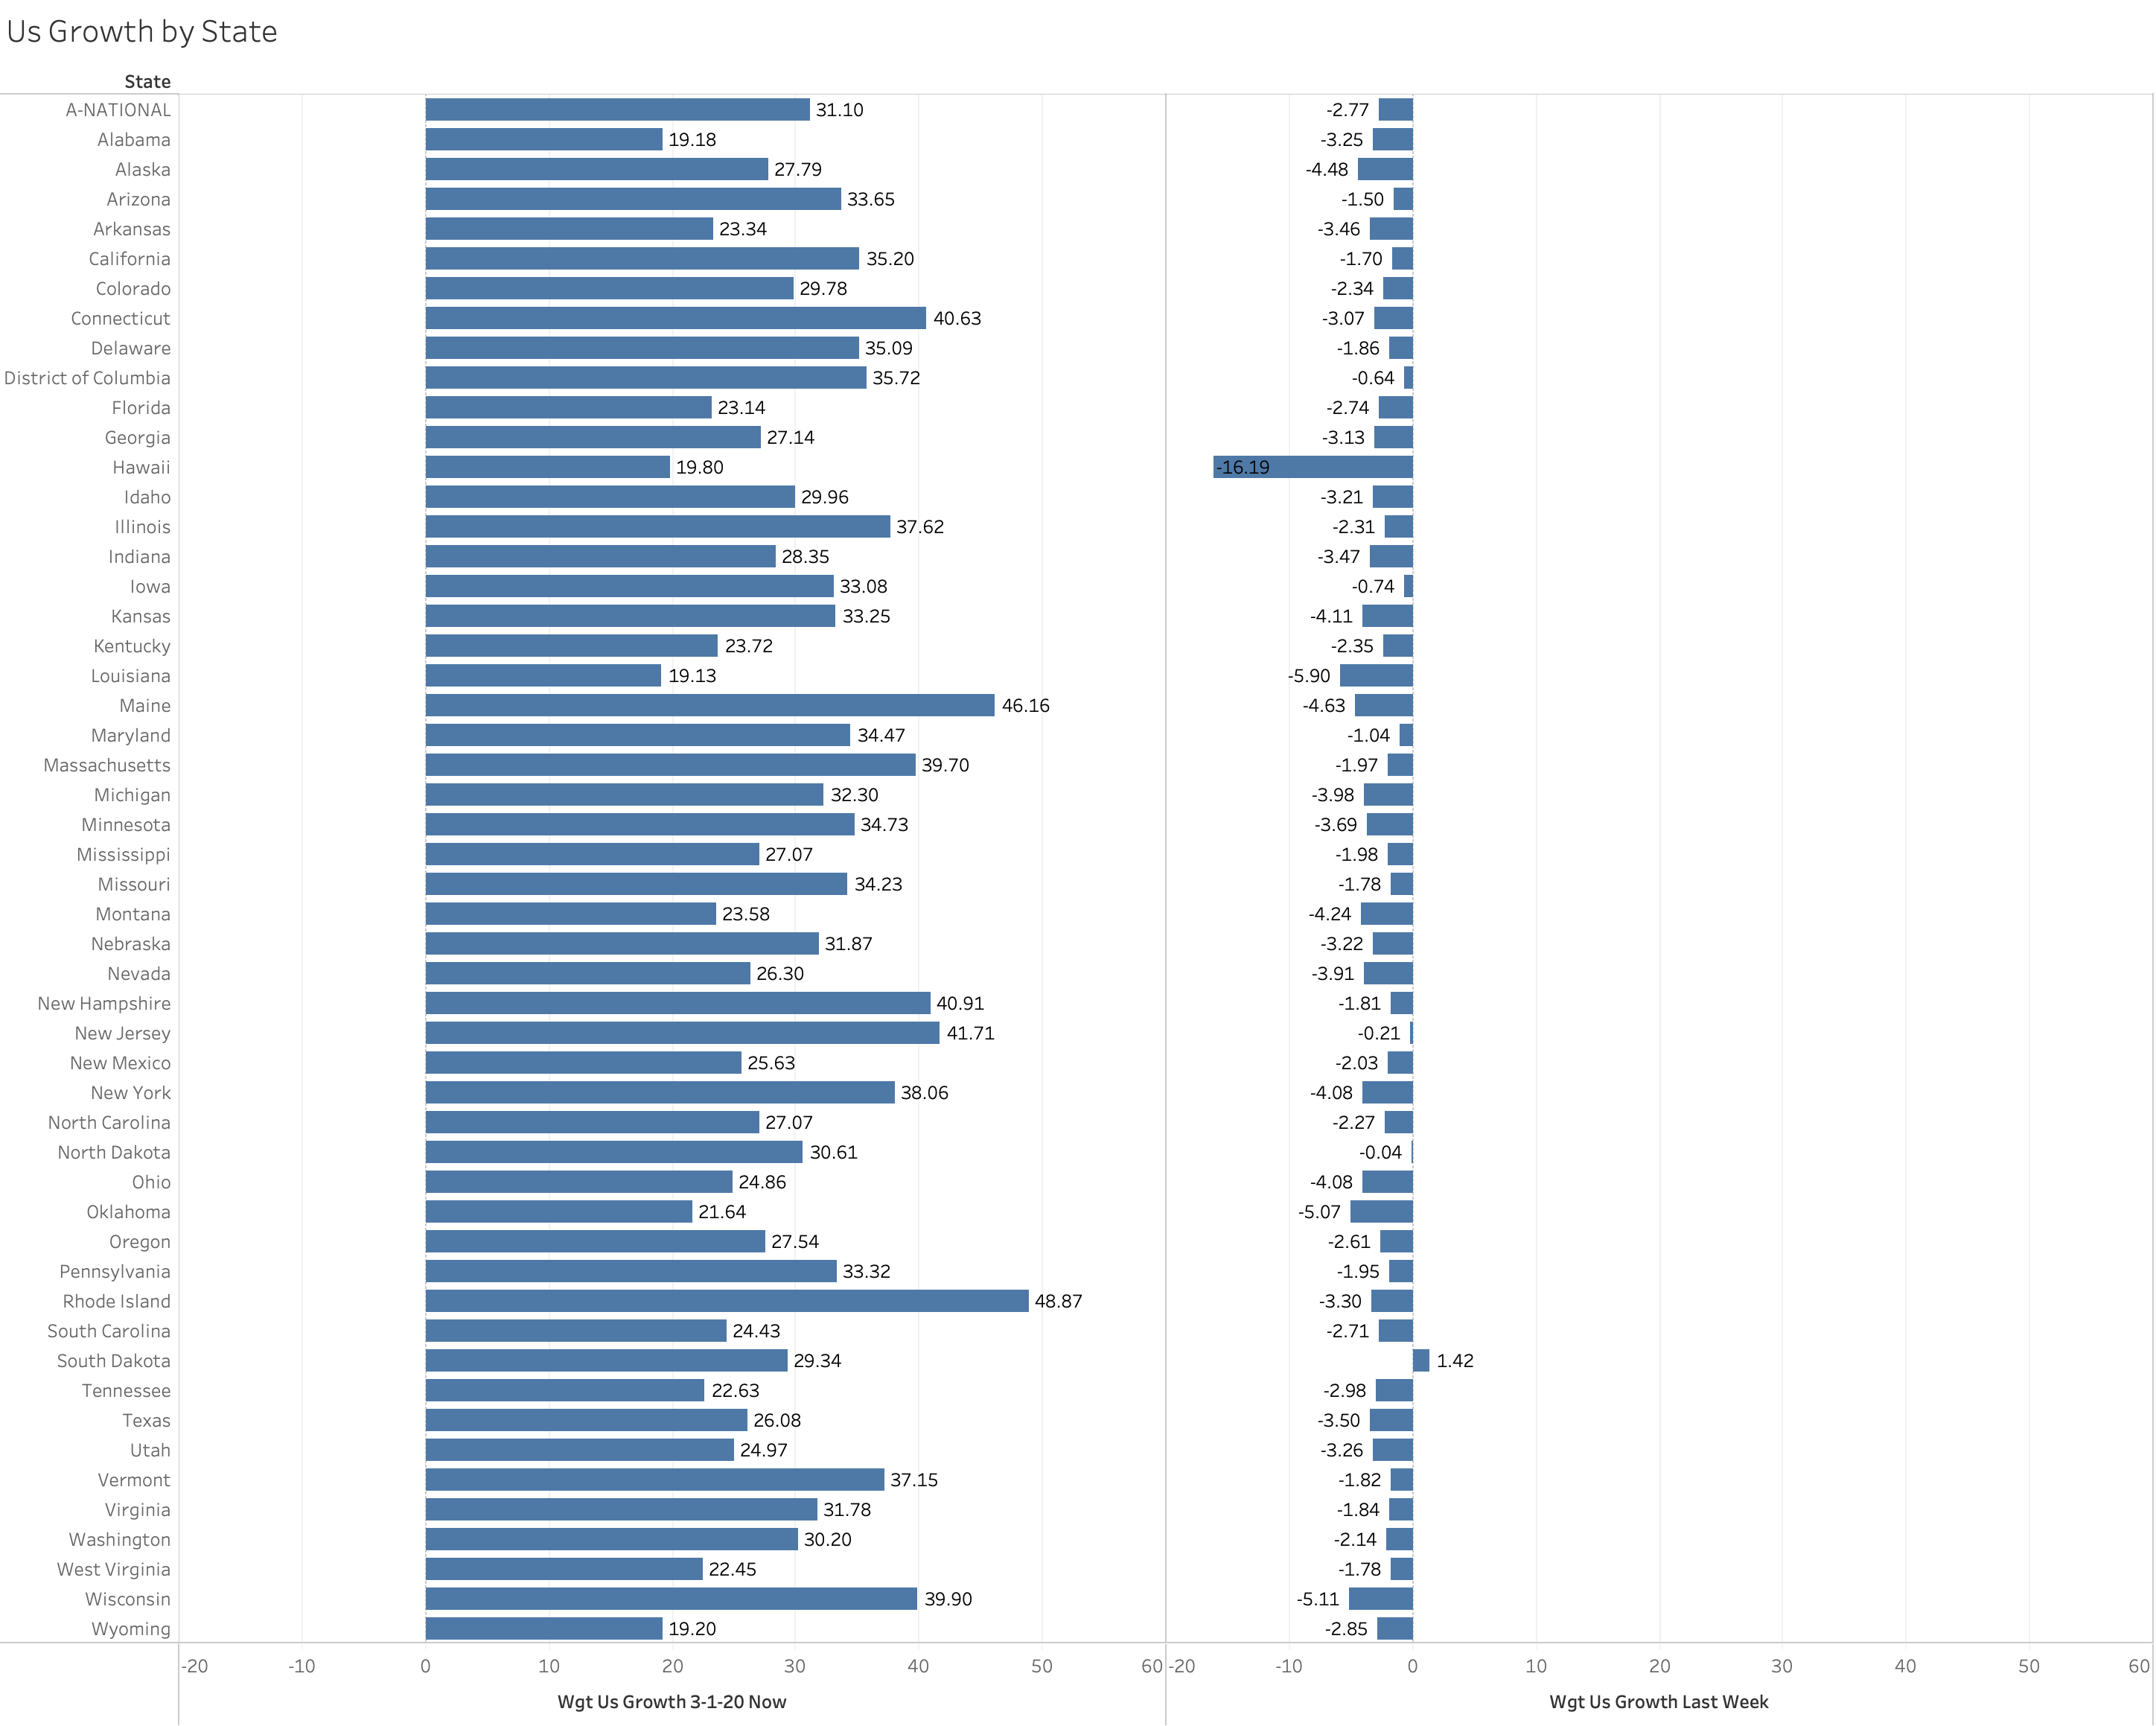 Us Growth by State
State
A-NATIONAL 31.10 -2.77
Alabama 19.18 -3.25
Alaska 27.79 -4.48
Arizona 33.65 -1.50
Arkansas 23.34 -3.46
California 35.20 -1.70
Colorado 29.78 -2.34
Connecticut 40.63 -3.07
Delaware 35.09 -1.86
District of Columbia 35.72 -0.64
Florida 23.14 -2.74
Georgia 27.14 -3.13
Hawaii 19.80 -16.19
Idaho 29.96 -3.21
Illinois 37.62 -2.31
Indiana 28.35 -3.47
Iowa 33.08 -0.74
Kansas 33.25 -4.11
Kentucky 23.72 -2.35
Louisiana 19.13 -5.90
Maine 46.16 -4.63
Maryland 34.47 -1.04
Massachusetts 39.70 -1.97
Michigan 32.30 -3.98
Minnesota 34.73 -3.69
Mississippi 27.07 -1.98
Missouri 34.23 -1.78
Montana 23.58 -4.24
Nebraska 31.87 -3.22
Nevada 26.30 -3.91
New Hampshire 40.91 -1.81
New Jersey 41.71 -0.21
New Mexico 25.63 -2.03
New York 38.06 -4.08
North Carolina 27.07 -2.27
North Dakota 30.61 -0.04
Ohio 24.86 -4.08
Oklahoma 21.64 -5.07
Oregon 27.54 -2.61
Pennsylvania 33.32 -1.95
Rhode Island 48.87 -3.30
South Carolina 24.43 -2.71
South Dakota 29.34 1.42
Tennessee 22.63 -2.98
Texas 26.08 -3.50
Utah 24.97 -3.26
Vermont 37.15 -1.82
Virginia 31.78 -1.84
Washington 30.20 -2.14
West Virginia 22.45 -1.78
Wisconsin 39.90 -5.11
Wyoming 19.20 -2.85
-20 -10 0 10 20 30 40 50 60 -20 -10 0 10 20 30 40 50 60
Wgt Us Growth 3-1-20 Now Wgt Us Growth Last Week